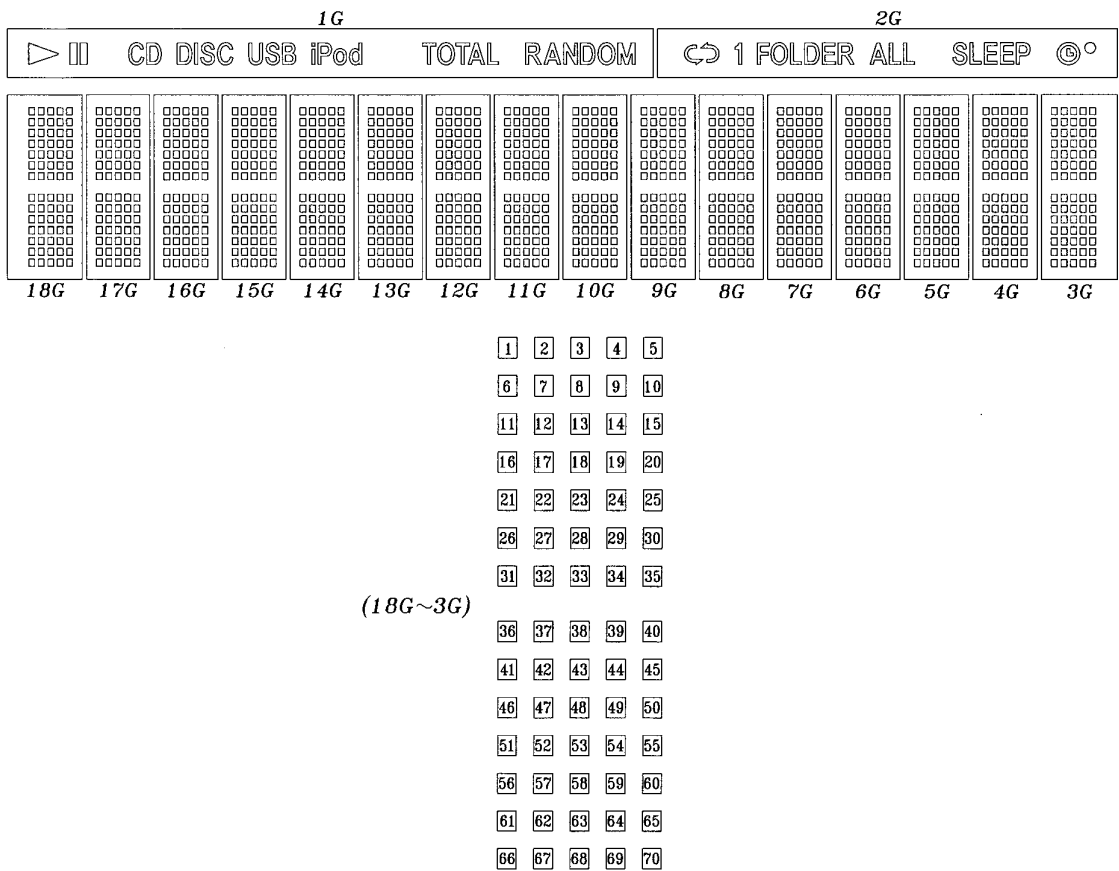 1G 2G
CD DISC USB iPod TOTAL RANDOM 1 FOLDER ALL SLEEP G
18G 17G 16G 15G 14G 13G 12G 11G 10G 9G 8G 7G 6G 5G 4G 3G
1 2 3 4 5
6 7 8 9 10
11 12 13 14 15
16 17 18 19 20
21 22 23 24 25
26 27 28 29 30
31 32 33 34 35
(18G~3G)
36 37 38 39 40
41 42 43 44 45
46 47 48 49 50
51 52 53 54 55
56 57 58 59 60
61 62 63 64 65
66 67 68 69 70